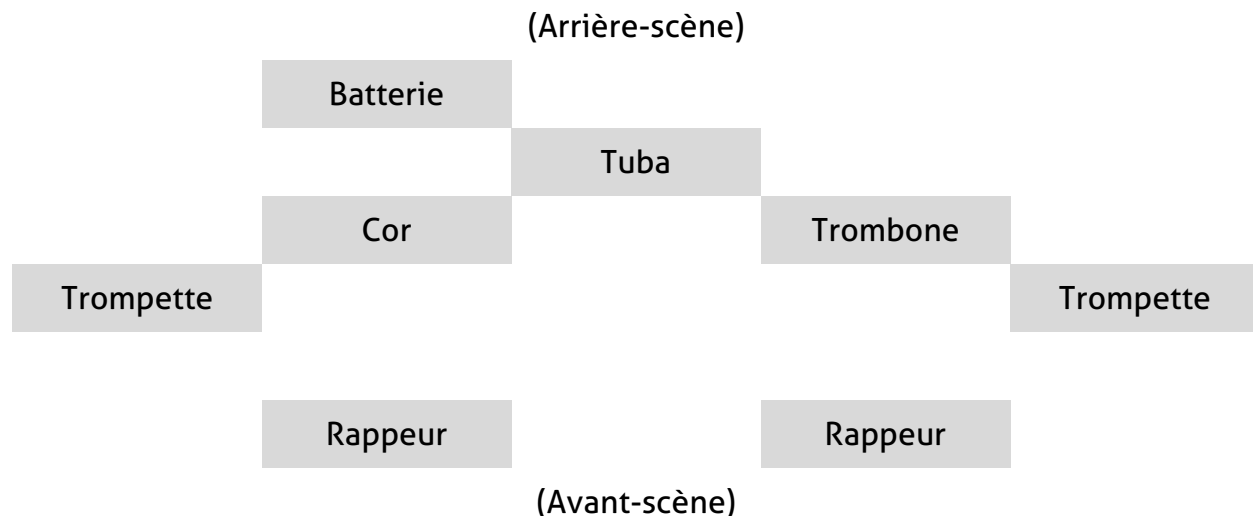 (Arrière-scène)
Batterie
Tuba
Cor Trombone
Trompette Trompette
Rappeur Rappeur
(Avant-scène)